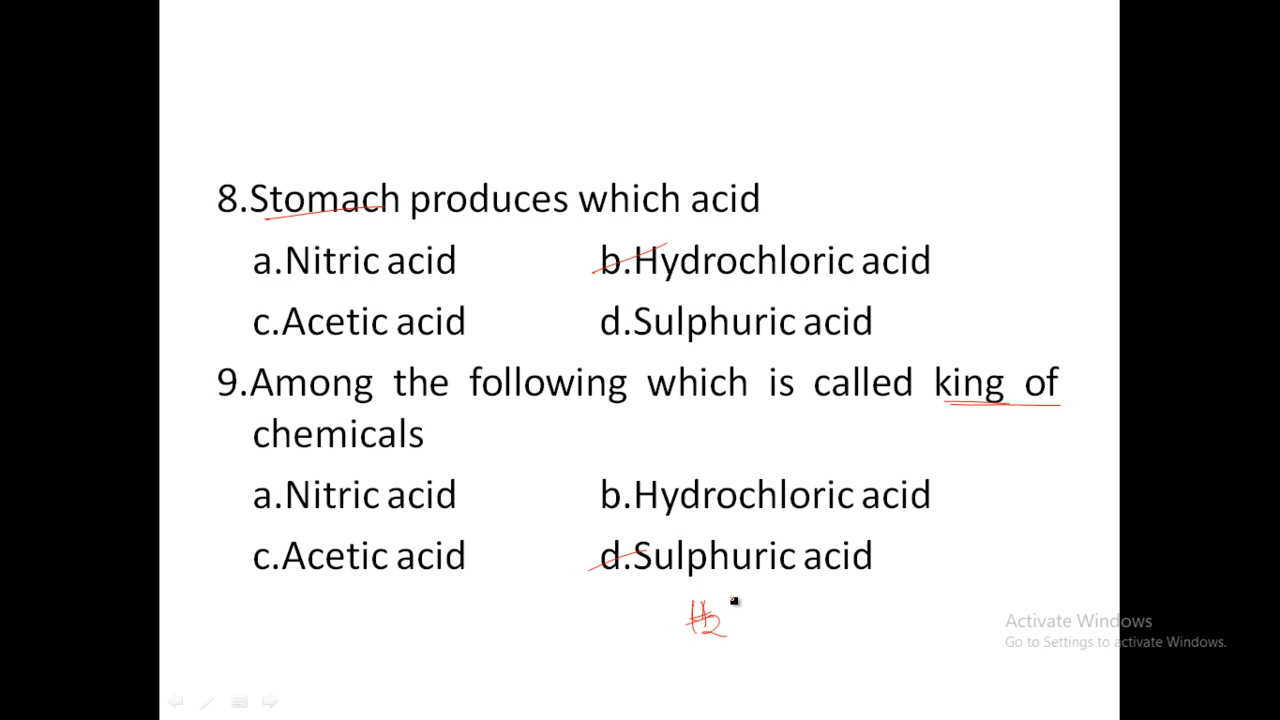 8.Stomach produces which acid
a.Nitric acid b.Hydrochloric acid
c.Acetic acid d.Sulphuric acid
9.Among the following which is called king of
chemicals
a.Nitric acid b.Hydrochloric acid
c.Acetic acid d.Sulphuric acid
H2
Activate Windows
Go to Settings to activate Windows.